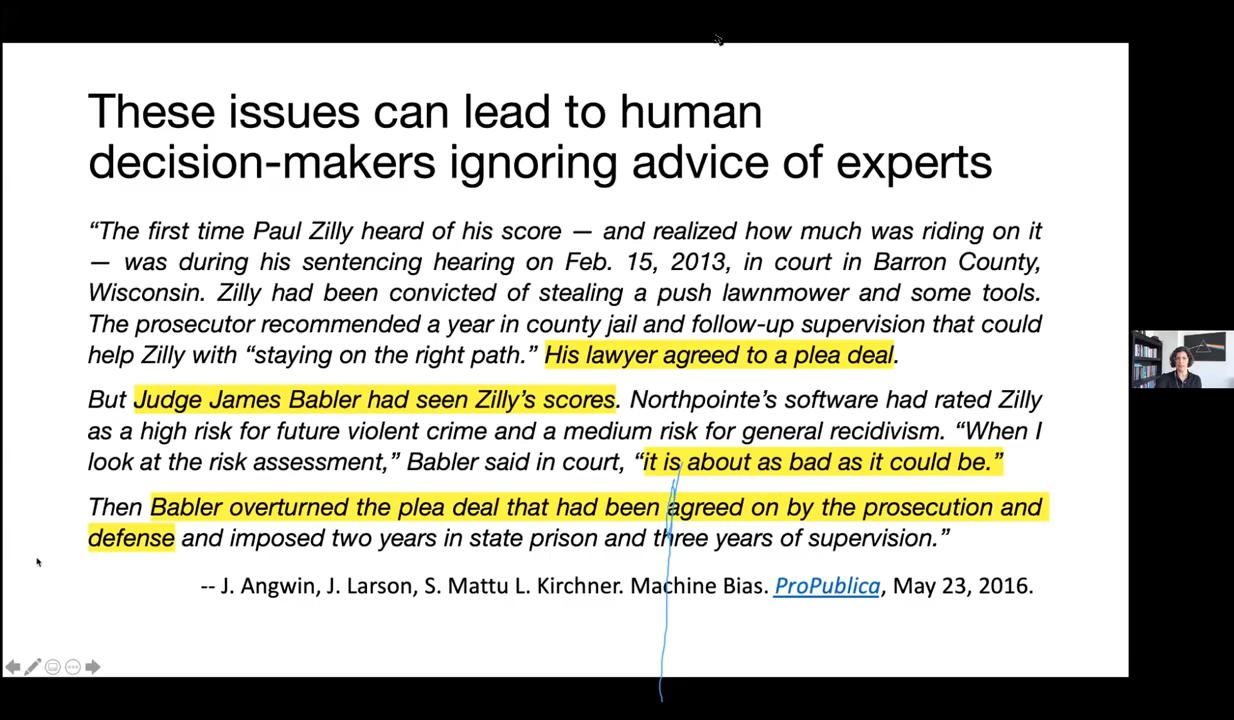 These issues can lead to human
decision-makers ignoring advice of experts
“The first time Paul Zilly heard of his score — and realized how much was riding on it
— was during his sentencing hearing on Feb. 15, 2013, in court in Barron County,
Wisconsin. Zilly had been convicted of stealing a push lawnmower and some tools.
The prosecutor recommended a year in county jail and follow-up supervision that could
help Zilly with “staying on the right path.” His lawyer agreed to a plea deal.
But Judge James Babler had seen Zilly’s scores. Northpointe’s software had rated Zilly
as a high risk for future violent crime and a medium risk for general recidivism. “When I
look at the risk assessment,” Babler said in court, “it is about as bad as it could be.”
Then Babler overturned the plea deal that had been agreed on by the prosecution and
defense and imposed two years in state prison and three years of supervision.”
-- J. Angwin, J. Larson, S. Mattu L. Kirchner. Machine Bias. ProPublica, May 23, 2016.